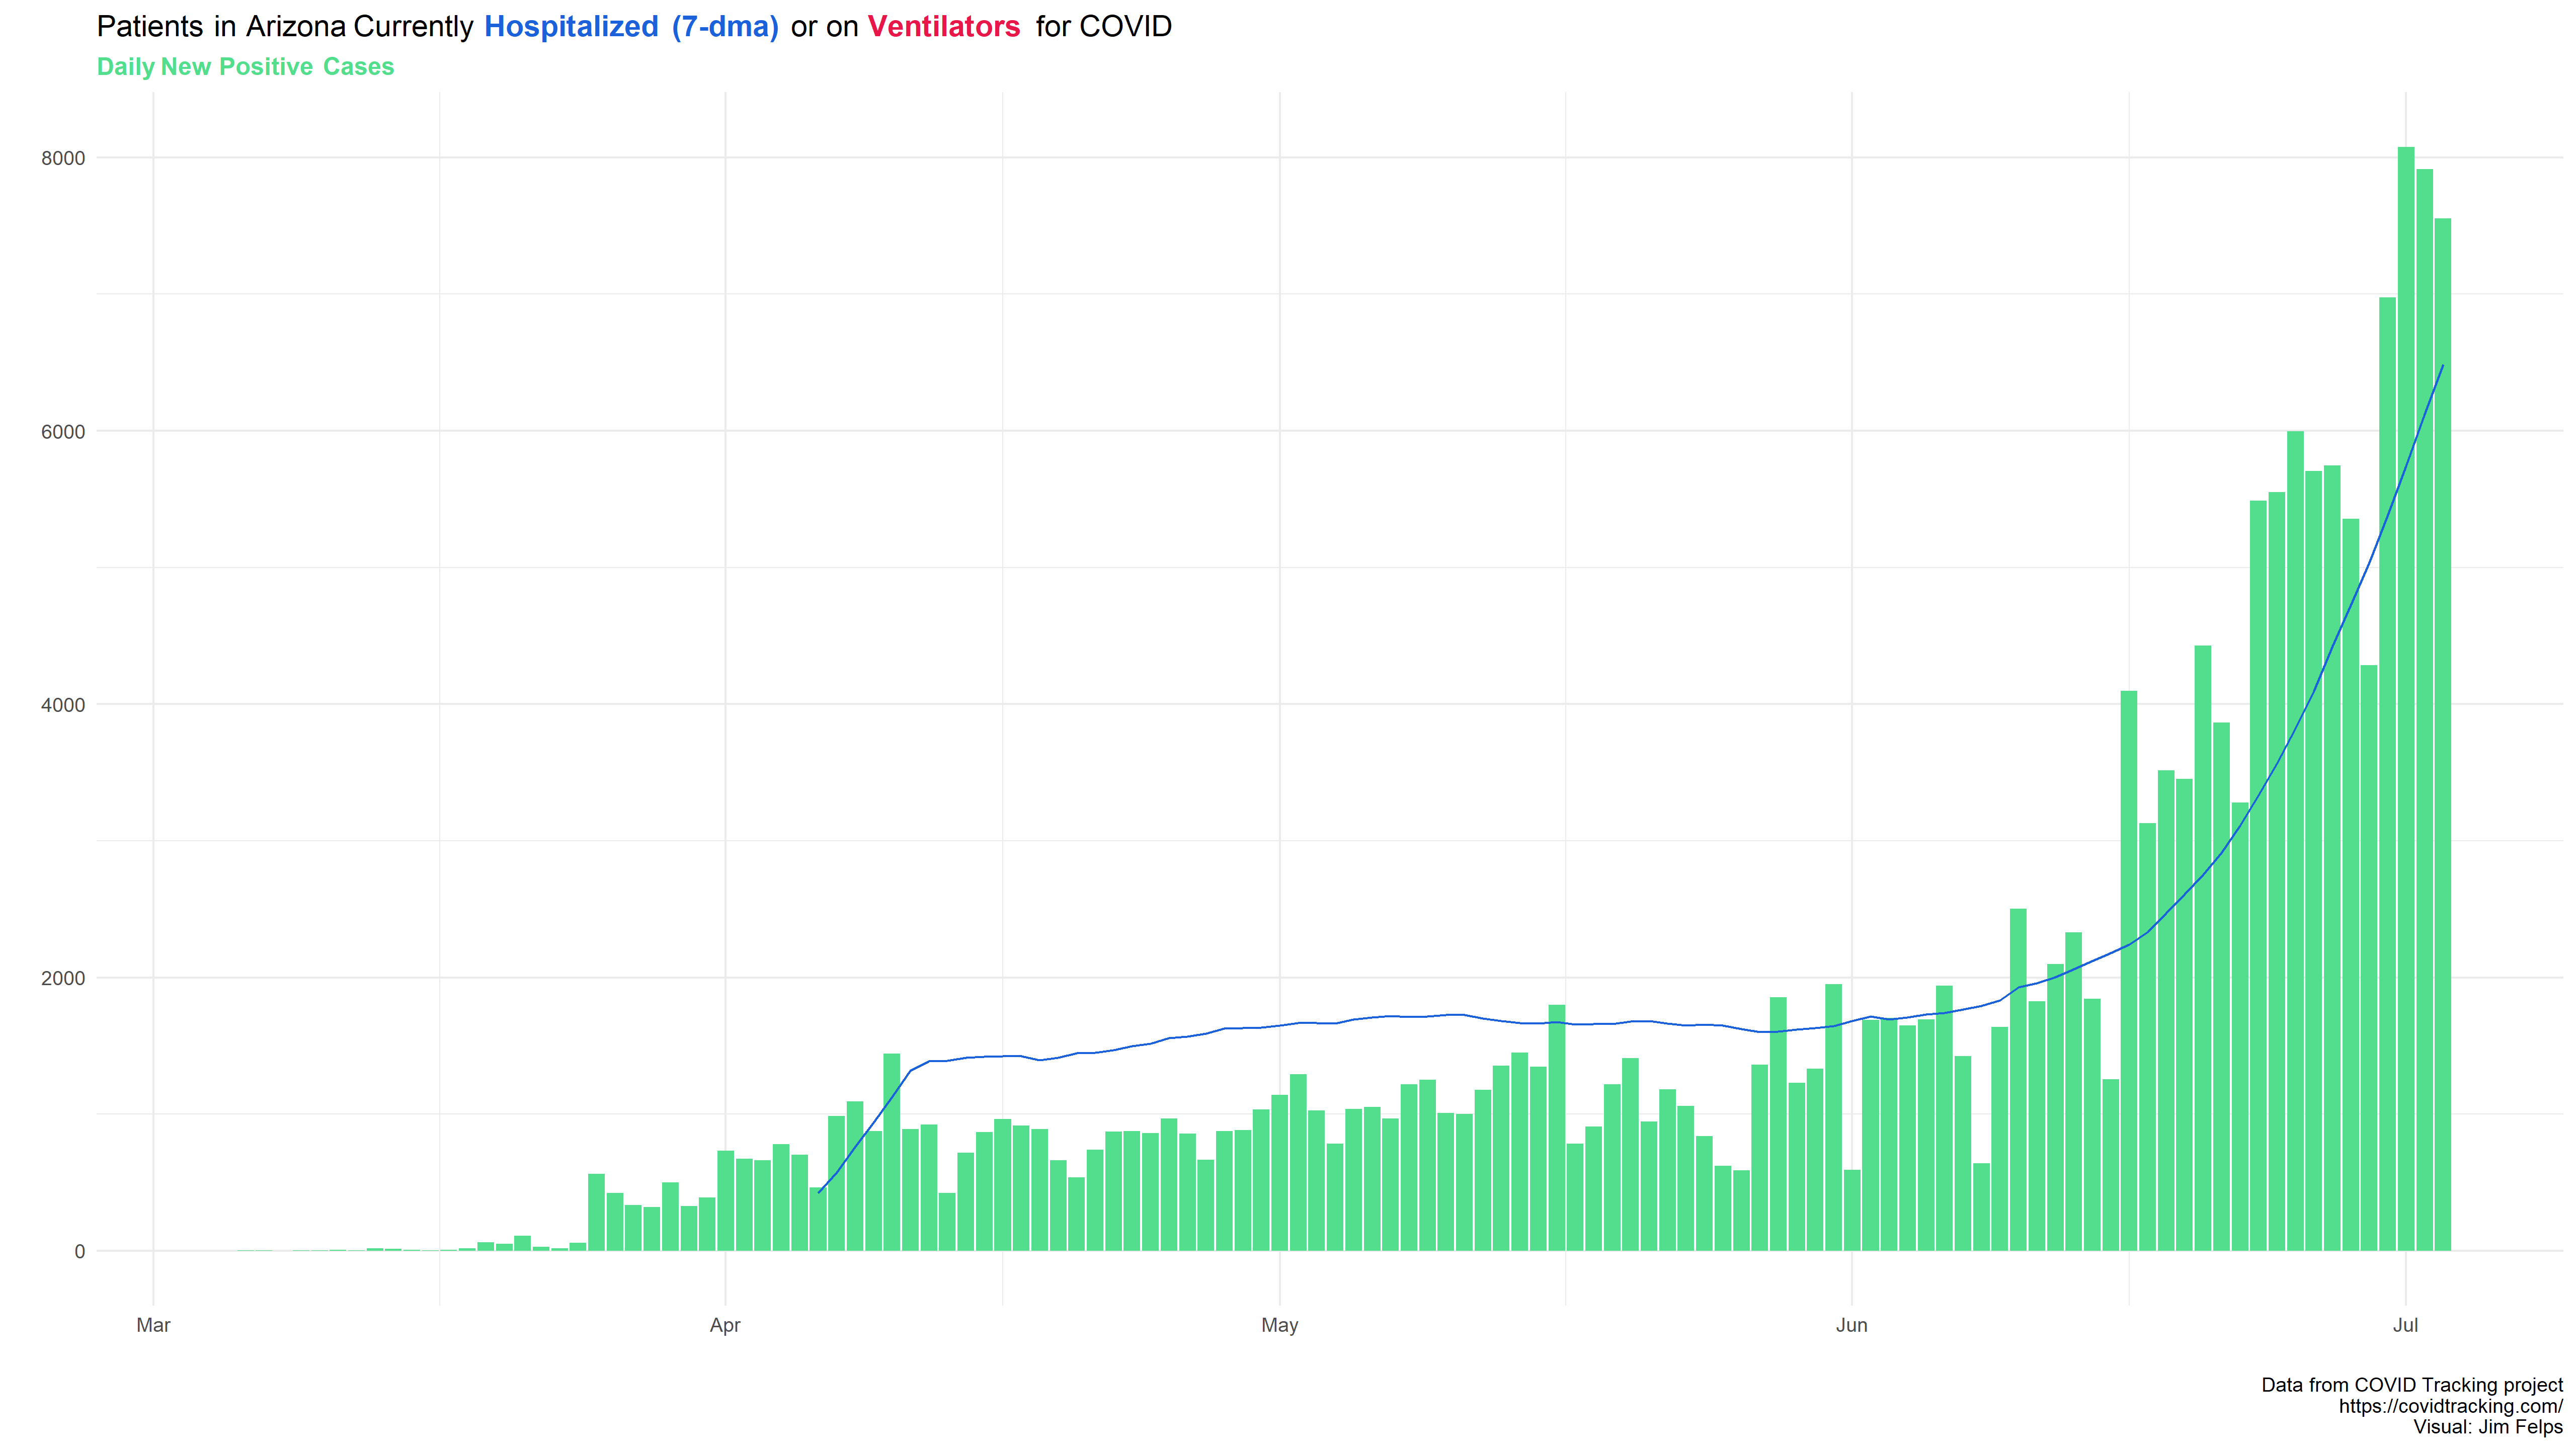 Patients in Arizona Currently Hospitalized (7-dma) or on Ventilators for COVID
Daily New Positive Cases
8000
6000
4000
2000
0
Mar Apr May Jun Jul
Data from COVID Tracking project
https://covidtracking.com/
Visual: Jim Felps